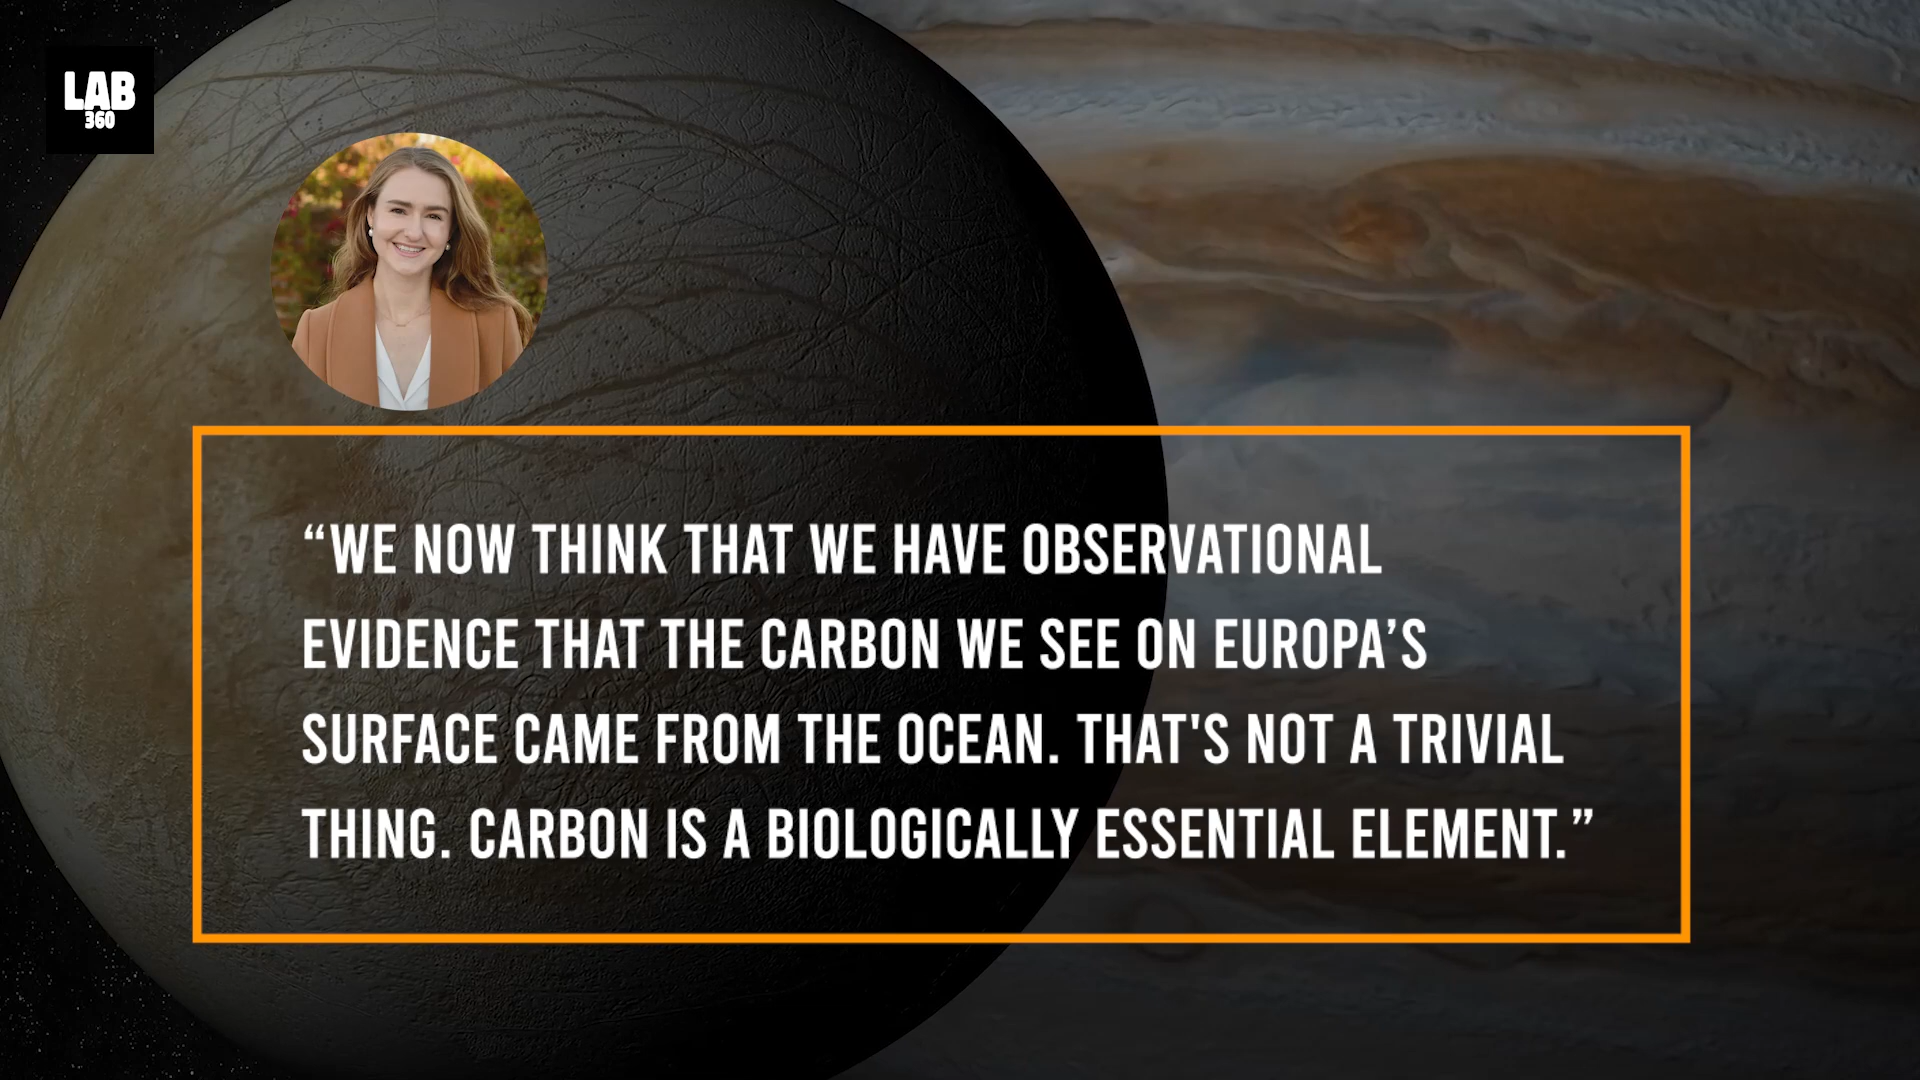 LAB
360
“WE NOW THINK THAT WE HAVE OBSERVATIONAL
EVIDENCE THAT THE CARBON WE SEE ON EUROPA’S
SURFACE CAME FROM THE OCEAN. THAT'S NOT A TRIVIAL
THING. CARBON IS A BIOLOGICALLY ESSENTIAL ELEMENT.”